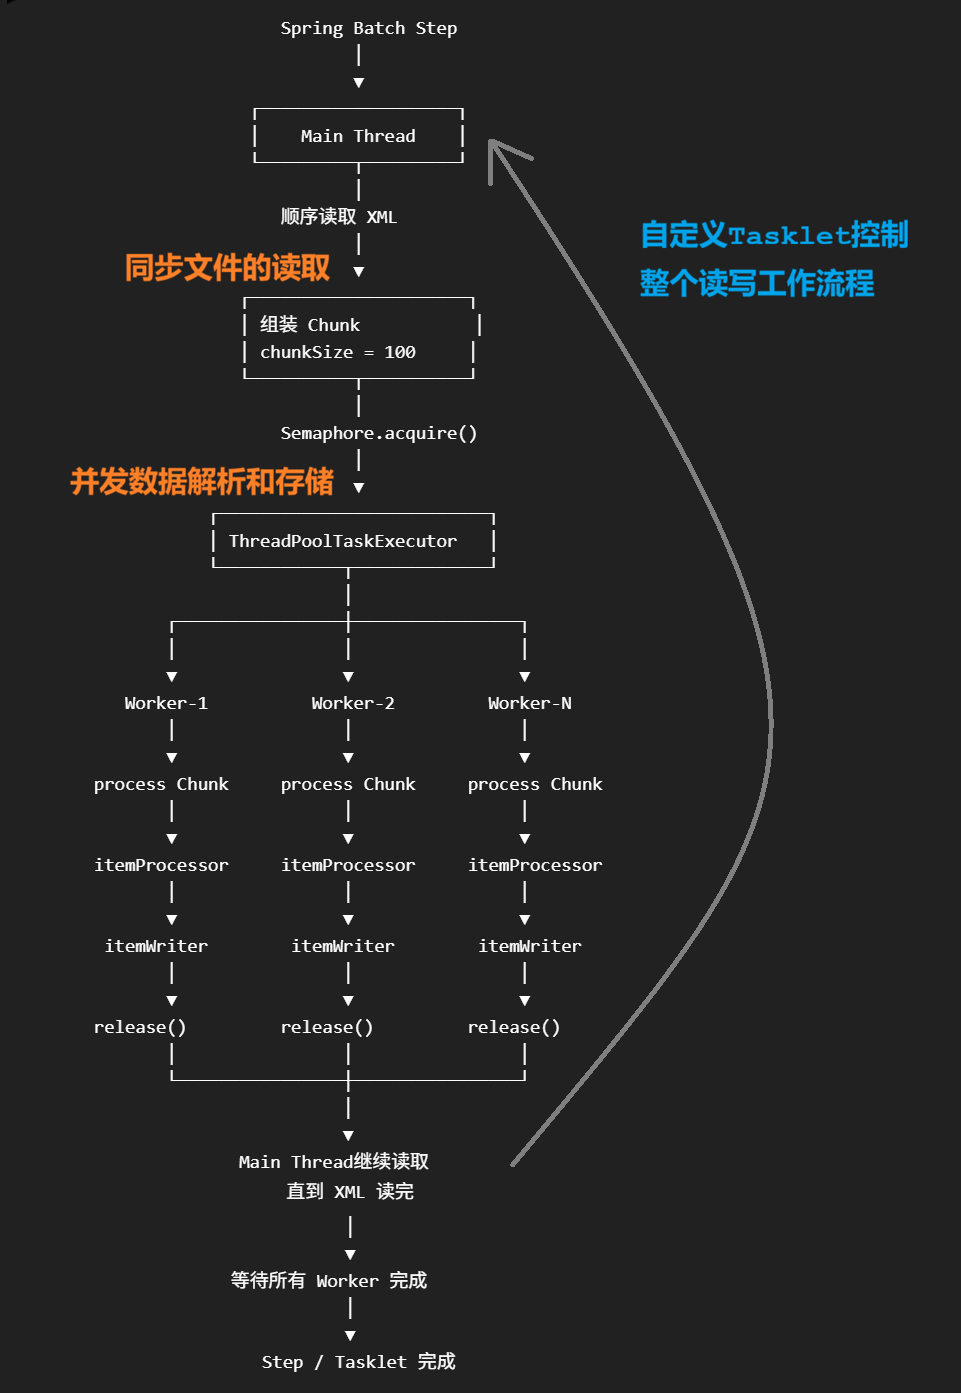 Spring Batch Step
Main Thread
顺序读取 XML
自定义Tasklet控制
整个读写工作流程
同步文件的读取
组装 Chunk
chunkSize = 100
Semaphore.acquire()
并发数据解析和存储
ThreadPoolTaskExecutor
Worker-1 Worker-2 Worker-N
process Chunk process Chunk process Chunk
itemProcessor itemProcessor itemProcessor
itemWriter itemWriter itemWriter
release() release() release()
Main Thread继续读取
直到 XML 读完
等待所有 Worker 完成
Step / Tasklet 完成